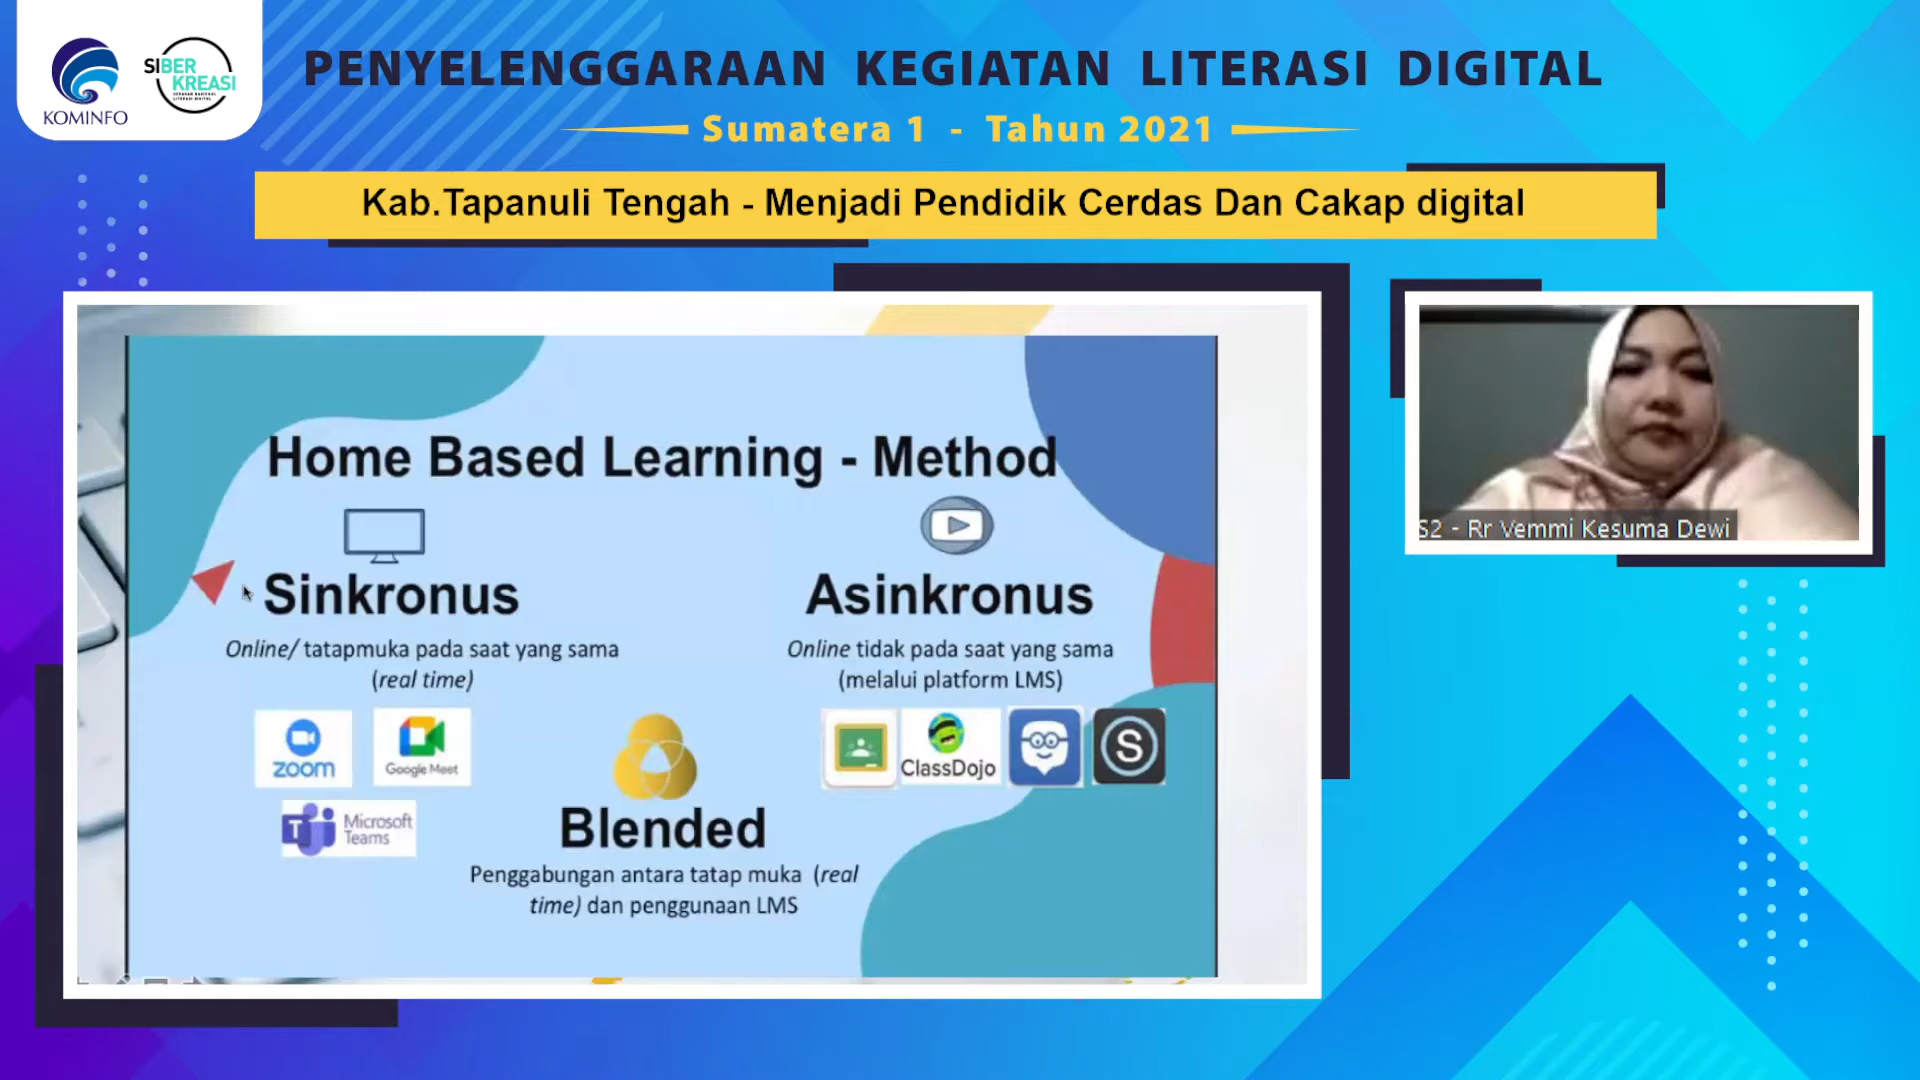 KOMINFO
SIBER
KREASI
PENYELENGGARAAN KEGIATAN LITERASI DIGITAL
Sumatera 1 - Tahun 2021
Kab.Tapanuli Tengah - Menjadi Pendidik Cerdas Dan Cakap digital
Home Based Learning - Method
Sinkronus
Online/ tatapmuka pada saat yang sama
(real time)
zoom
Google Meet
Microsoft
Teams
Asinkronus
Online tidak pada saat yang sama
(melalui platform LMS)
ClassDojo
S
Blended
Penggabungan antara tatap muka (real
time) dan penggunaan LMS
S2 - Rr Vemmi Kesuma Dewi